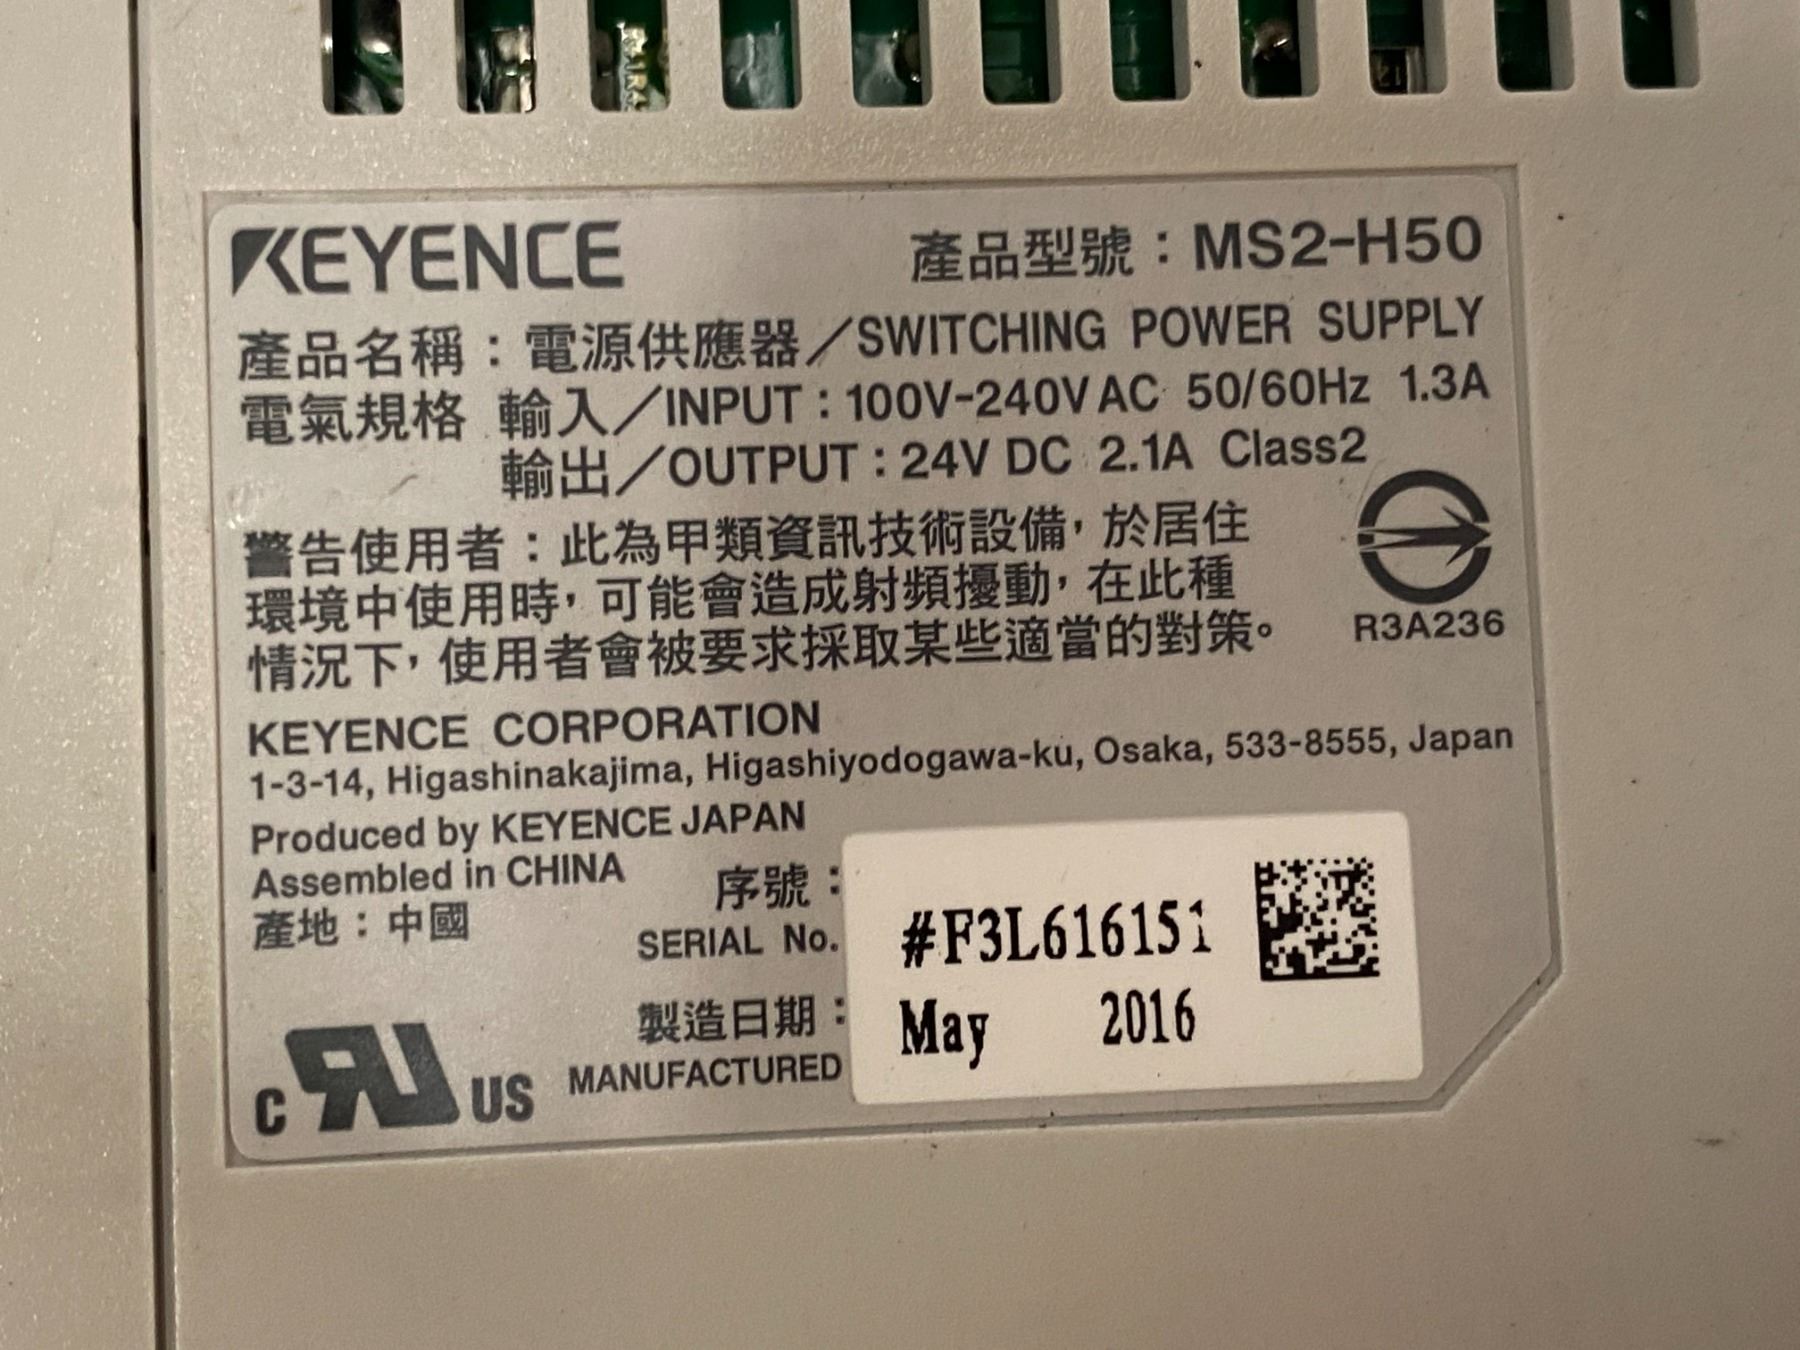 KEYENCE 產品型號：MS2-H50
產品名稱：電源供應器／SWITCHING POWER SUPPLY
電氣規格 輸入／INPUT：100V-240V AC 50/60Hz 1.3A
輸出／OUTPUT：24V DC 2.1A Class2
警告使用者：此為甲類資訊技術設備，於居住
環境中使用時，可能會造成射頻擾動，在此種
情況下，使用者會被要求採取某些適當的對策。
R3A236
KEYENCE CORPORATION
1-3-14, Higashinakajima, Higashiyodogawa-ku, Osaka, 533-8555, Japan
Produced by KEYENCE JAPAN
Assembled in CHINA
產地：中國
序號：
SERIAL No.
#F3L616151
製造日期：
MANUFACTURED
May 2016
C RU US